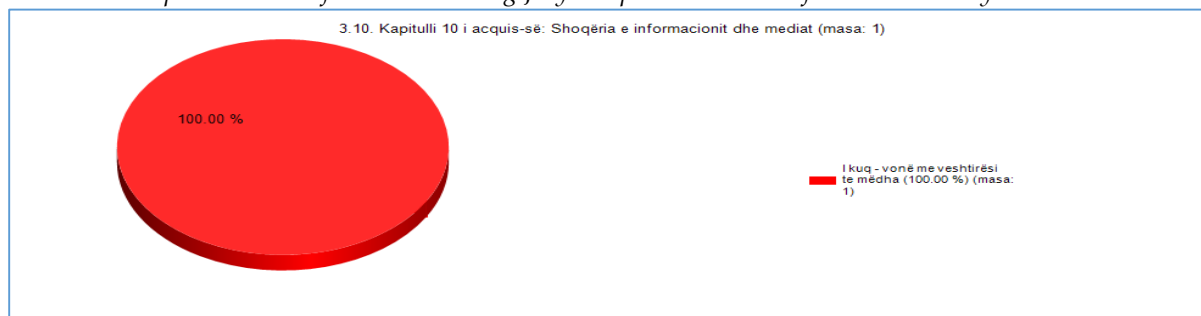 3.10. Kapitulli 10 i acquis-së: Shoqëria e informacionit dhe mediat (masa: 1)
100.00 %
I kuq - vonë me veshtirësi
te mëdha (100.00 %) (masa:
1)